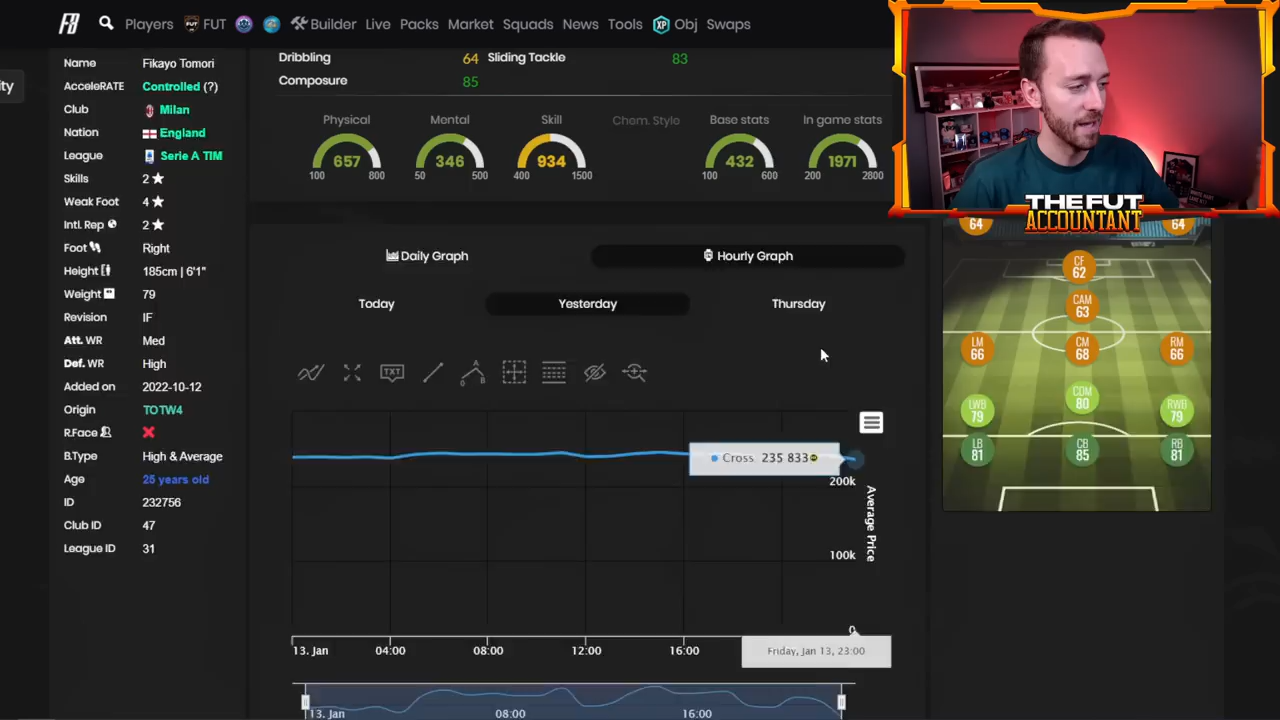 F8 Players FUT Builder Live Packs Market Squads News Tools XP Obj Swaps
ity
Name Fikayo Tomori
AcceleRATE Controlled (?)
Club Milan
Nation England
League Serie A TIM
Skills 2
Weak Foot 4
Intl.Rep 2
Foot Right
Height 185cm | 6'1"
Weight 79
Revision IF
Att. WR Med
Def. WR High
Added on 2022-10-12
Origin TOTW4
R.Face
B.Type High & Average
Age 25 years old
ID 232756
Club ID 47
League ID 31
Dribbling 64 Sliding Tackle 83
Composure 85
Physical Mental Skill Chem. Style Base stats In game stats
657 346 934 432 1971
100 800 50 500 400 1500 100 600 200 2800
Daily Graph Hourly Graph
Today Yesterday Thursday
TXT
Cross 235 833
200k
100k
0
Average Price
13. Jan 04:00 08:00 12:00 16:00 Friday, Jan 13, 23:00
13. Jan 08:00 16:00
THE FUT
ACCOUNTANT
64 64
CF
62
CAM
63
LM
66
CM
68
RM
66
LWB
79
CDM
80
RWB
79
LB
81
CB
85
RB
81